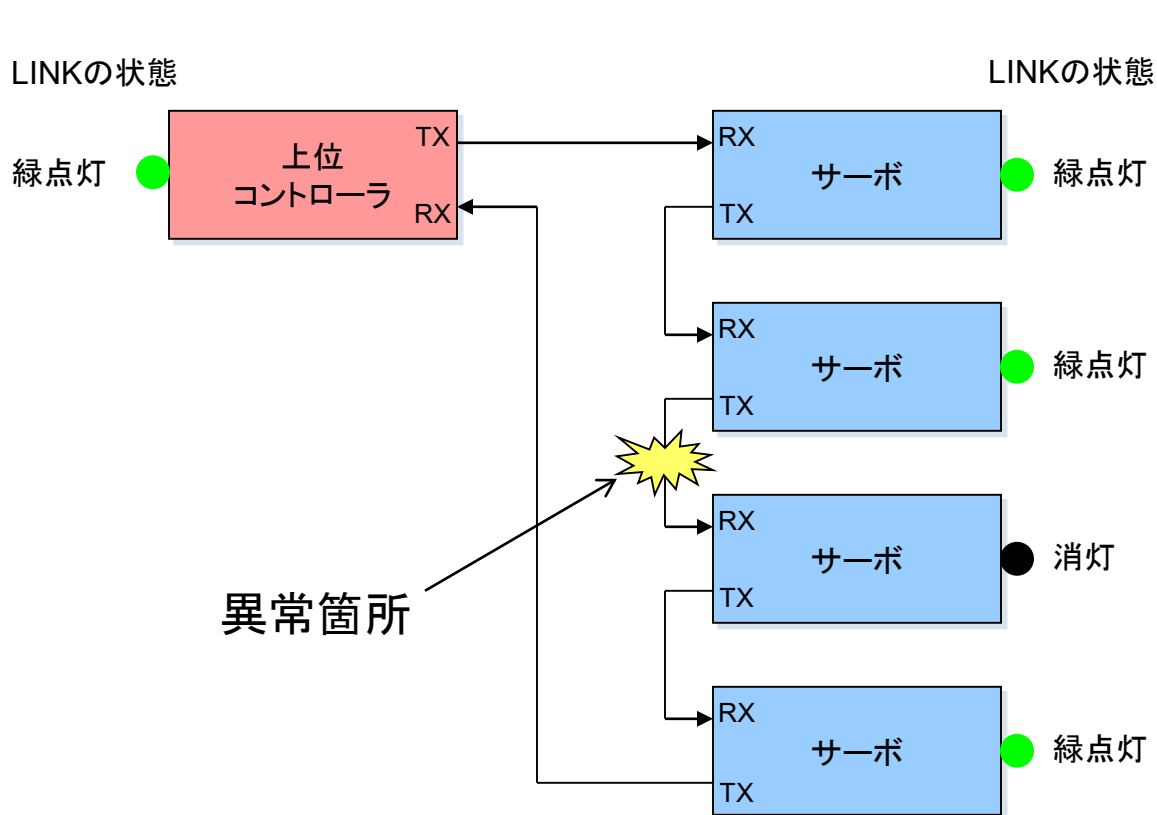 LINKの状態
LINKの状態
緑点灯
上位
コントローラ
TX
RX
RX
サーボ
TX
緑点灯
RX
サーボ
TX
緑点灯
異常箇所
RX
サーボ
TX
消灯
RX
サーボ
TX
緑点灯